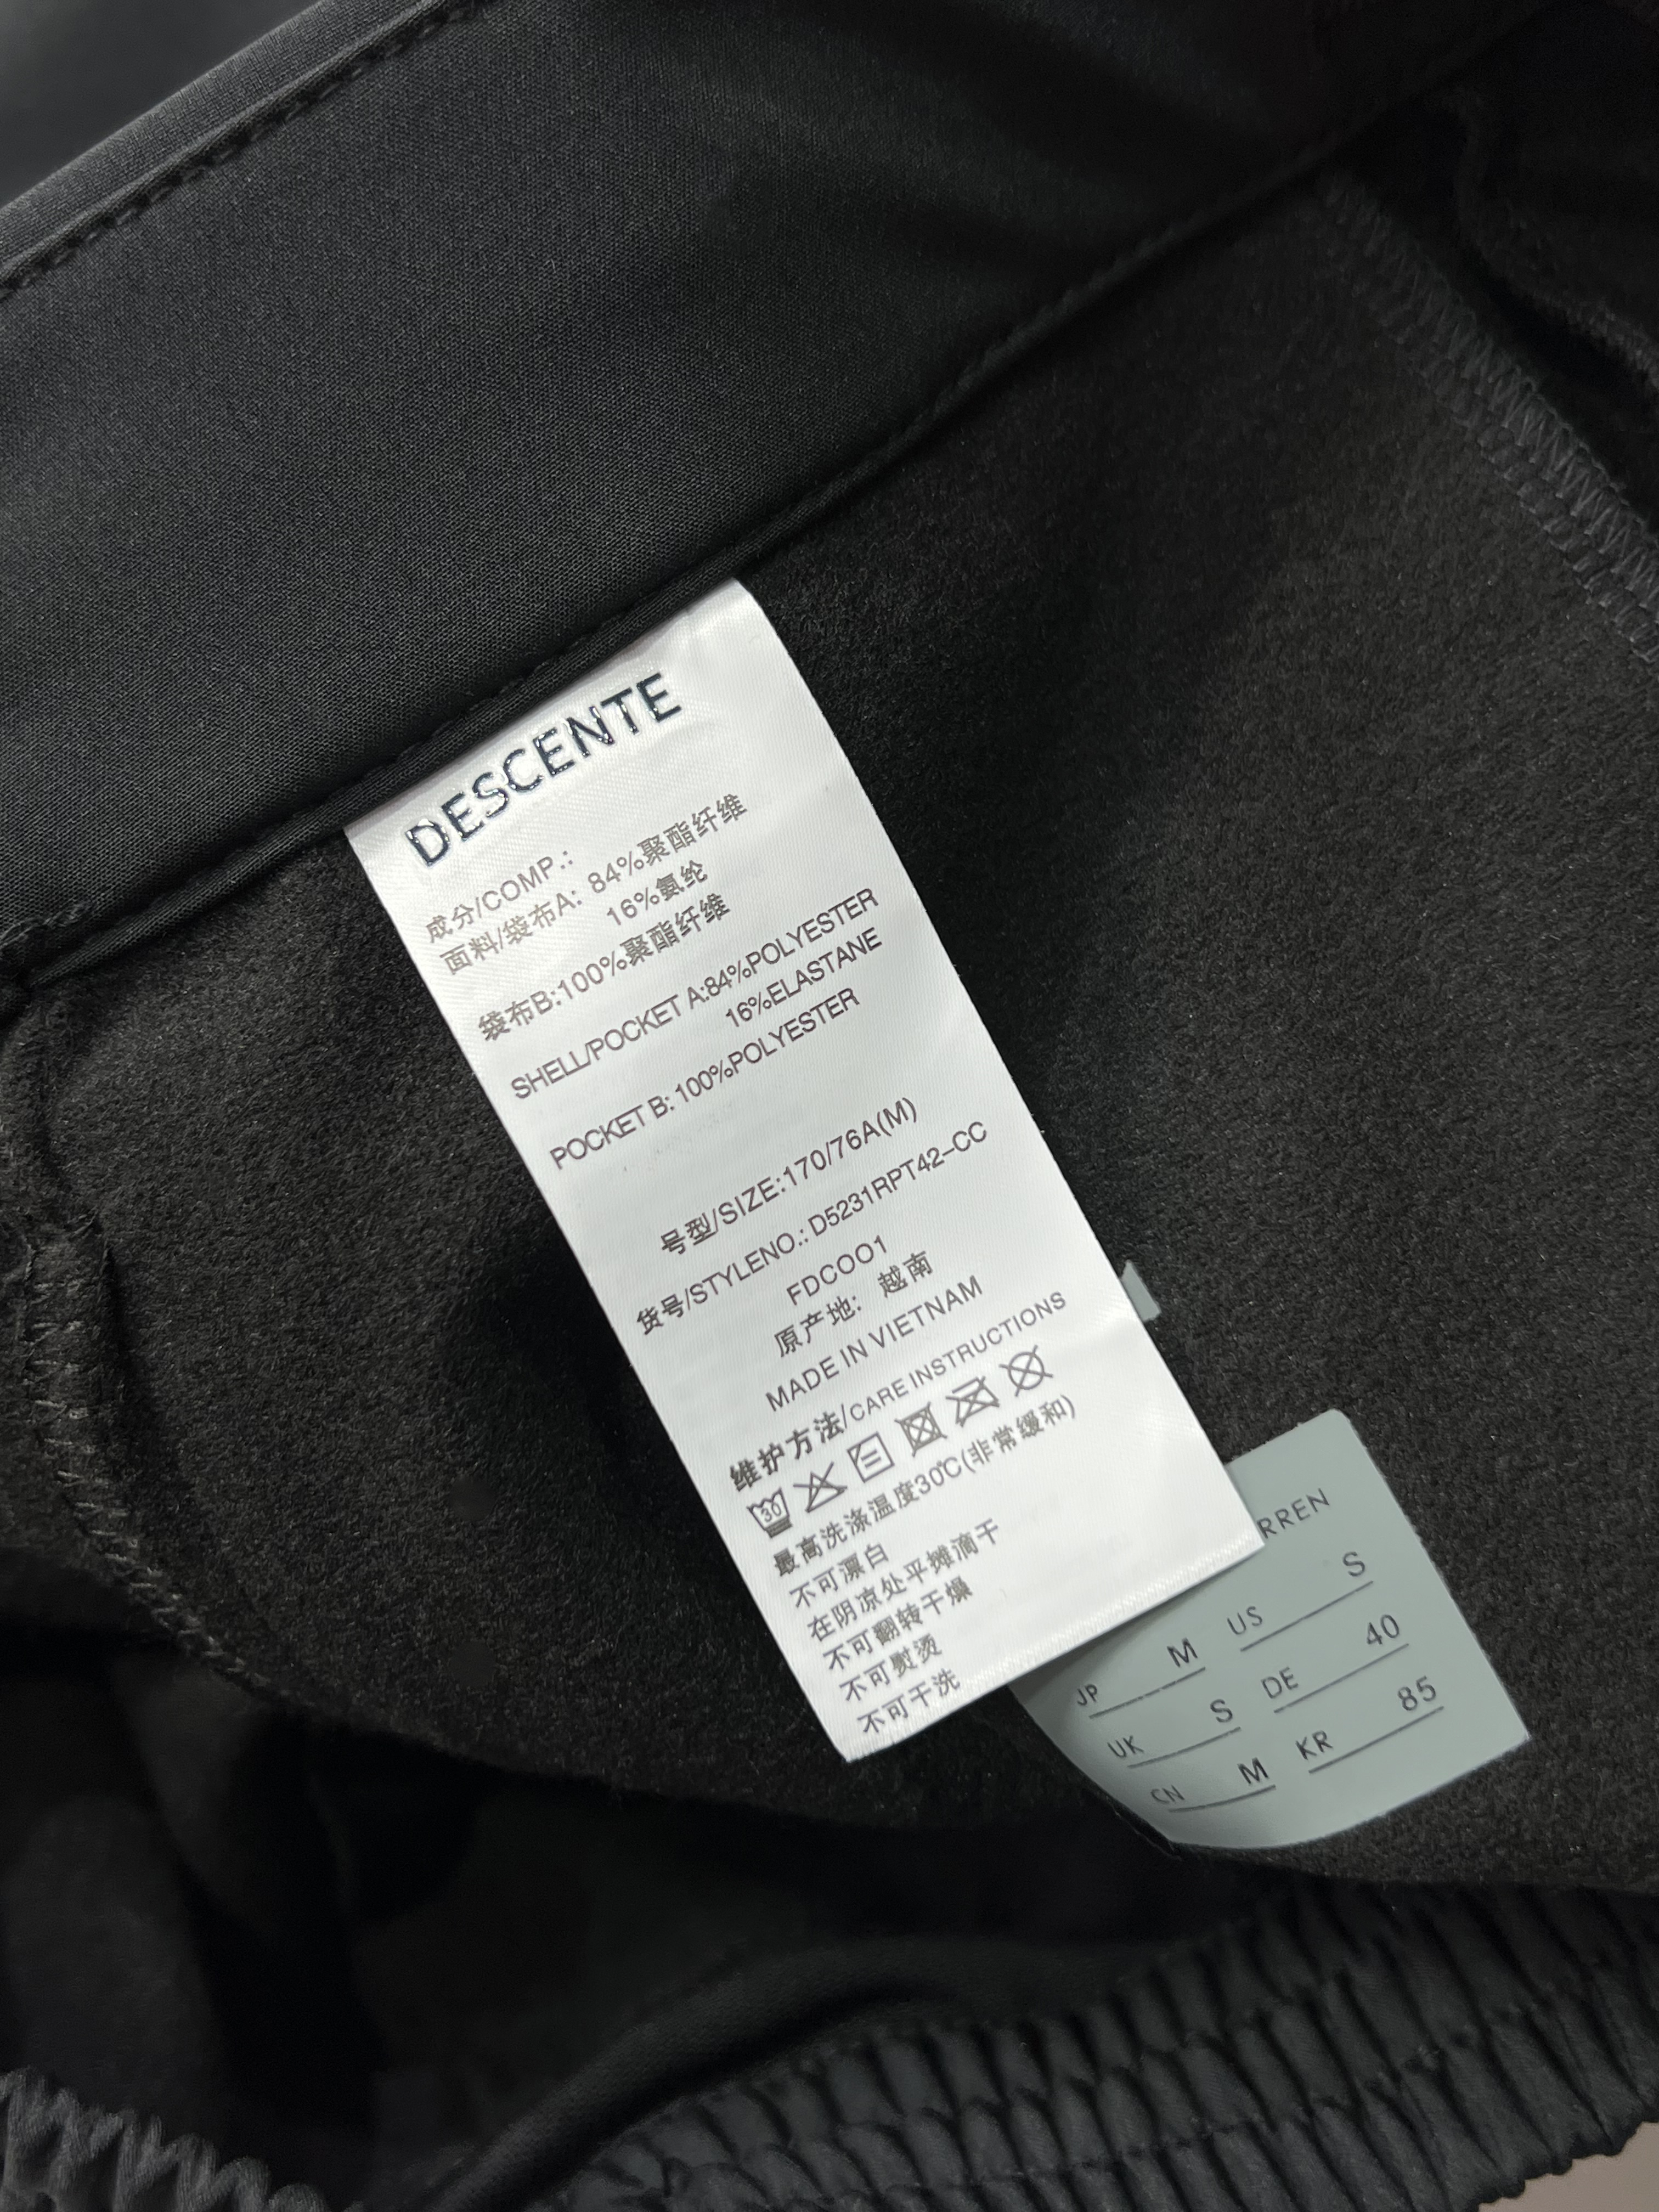 DESCENTE
成分/COMP.:
面料/袋布A: 84%聚酯纤维
16%氨纶
袋布B:100%聚酯纤维
SHELL/POCKET A:84%POLYESTER
16%ELASTANE
POCKET B: 100%POLYESTER
号型/SIZE:170/76A(M)
货号/STYLENO.: D5231RPT42-CC
FDCOO1
原产地: 越南
MADE IN VIETNAM
维护方法/CARE INSTRUCTIONS
30
最高洗涤温度30℃(非常缓和)
不可漂白
在阴凉处平摊滴干
不可翻转干燥
不可熨烫
不可干洗
RREN
JP M US S
UK S DE 40
CN M KR 85